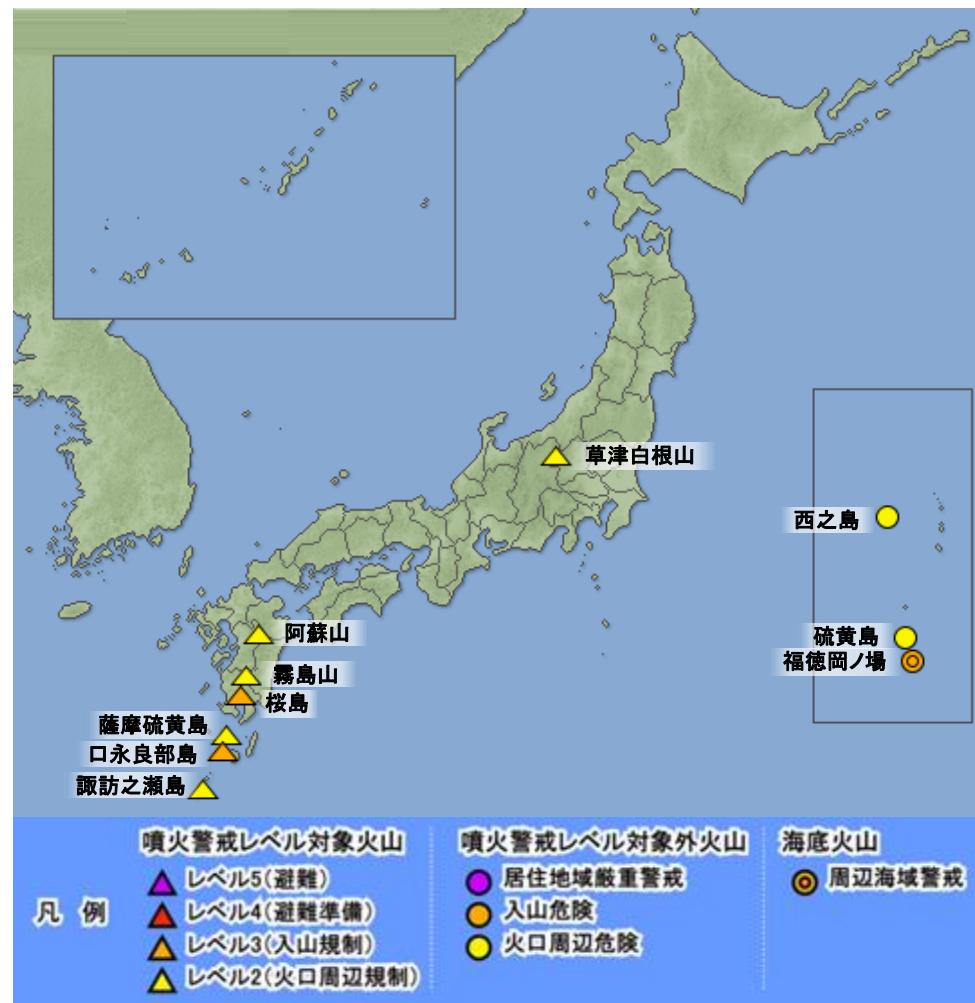 草津白根山
西之島
硫黄島
福徳岡ノ場
阿蘇山
霧島山
桜島
薩摩硫黄島
口永良部島
諏訪之瀬島
凡 例
噴火警戒レベル対象火山
レベル5(避難)
レベル4(避難準備)
レベル3(入山規制)
レベル2(火口周辺規制)
噴火警戒レベル対象外火山
居住地域厳重警戒
入山危険
火口周辺危険
海底火山
周辺海域警戒